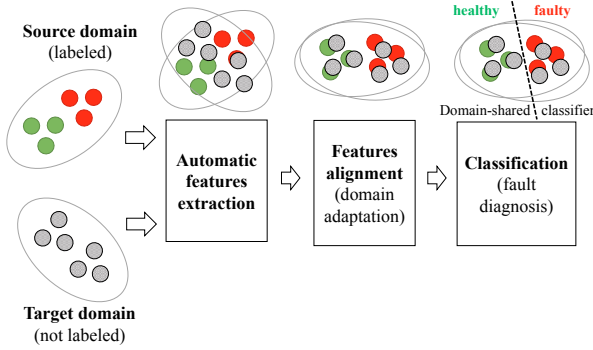 Source domain
(labeled)
healthy
faulty
Domain-shared classifier
Automatic
features
extraction
Features
alignment
(domain
adaptation)
Classification
(fault
diagnosis)
Target domain
(not labeled)